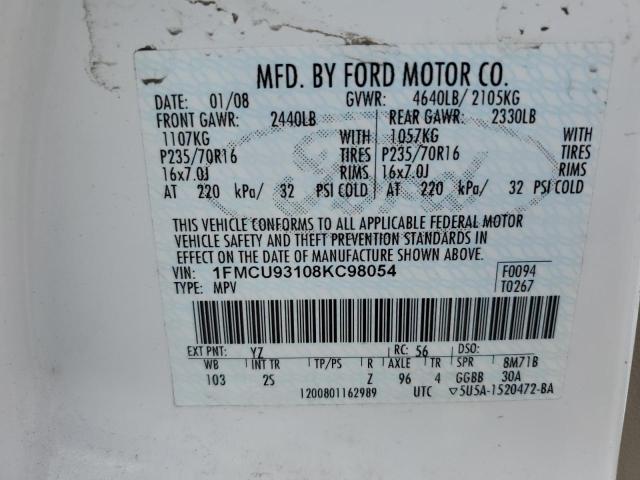 MFD. BY FORD MOTOR CO.
DATE: 01/08 GVWR: 4640LB/ 2105KG
FRONT GAWR: 2440LB REAR GAWR: 2330LB
1107KG WITH 1057KG WITH
P235/70R16 TIRES P235/70R16 TIRES
16x7.0J RIMS 16x7.0J RIMS
AT 220 kPa/ 32 PSI COLD AT 220 kPa/ 32 PSI COLD
THIS VEHICLE CONFORMS TO ALL APPLICABLE FEDERAL MOTOR
VEHICLE SAFETY AND THEFT PREVENTION STANDARDS IN
EFFECT ON THE DATE OF MANUFACTURE SHOWN ABOVE.
VIN: 1FMCU93108KC98054 F0094
TYPE: MPV T0267
EXT PNT: YZ RC: 56 DSO:
WB INT TR TP/PS R AXLE TR SPR 8M71B
103 2S Z 96 4 GGBB 30A
1200801162989 UTC ▽5U5A-1520472-BA